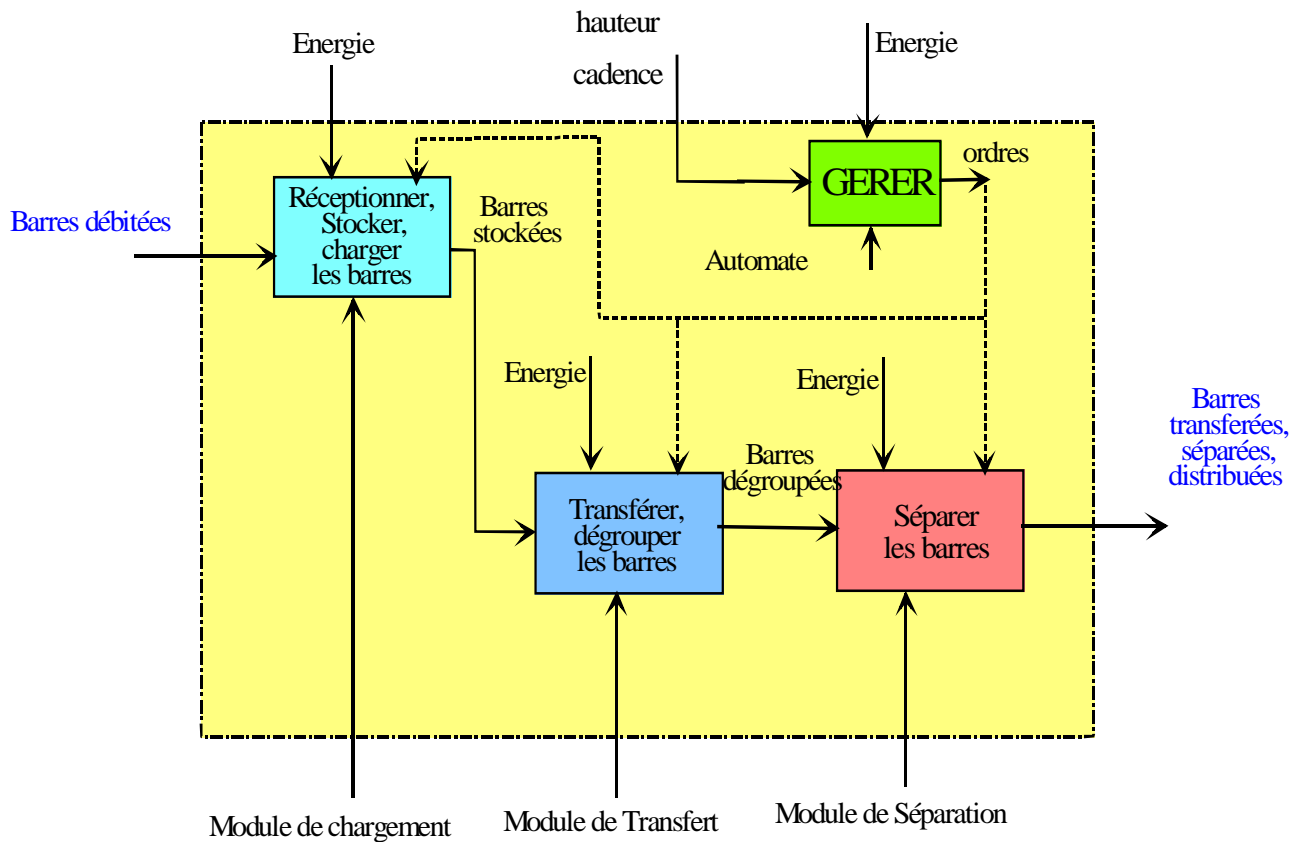 hauteur
cadence
Energie
Energie
ordres
GERER
Automate
Barres débitées
Réceptionner,
Stocker,
charger
les barres
Barres
stockées
Energie
Energie
Transférer,
dégrouper
les barres
Barres
dégroupées
Séparer
les barres
Barres
transferées,
séparées,
distribuées
Module de chargement
Module de Transfert
Module de Séparation